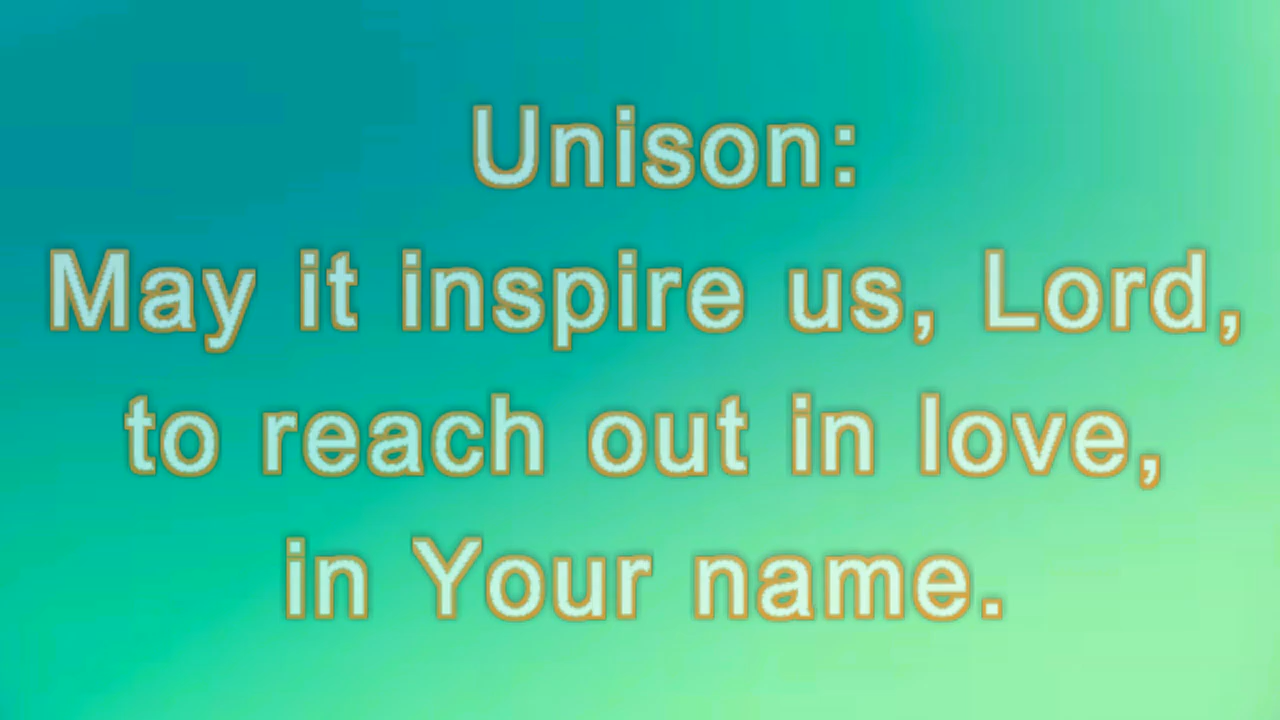 Unison:
May it inspire us, Lord,
to reach out in love,
in Your name.